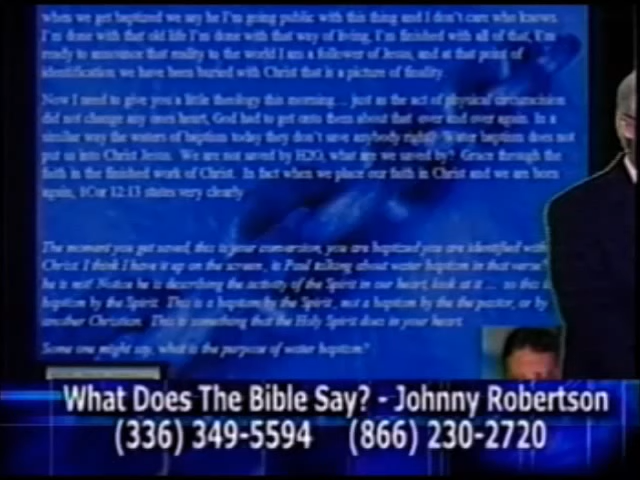 when we get baptized we say he I'm going public with this thing and I don't care who knows.
I'm done with that old life I'm done with that way of living, I'm finished with all of that, I'm
ready to announce that reality to the world I am a follower of Jesus, and at that point of
identification we have been buried with Christ that is a picture of finality.
Now I need to give you a little theology this morning... just as the act of physical circumcision
did not change any ones heart, God had to get onto them about that over and over again. In a
similar way the waters of baptism today they don't save anybody right? Water baptism does not
put us into Christ Jesus. We are not saved by H2O, what are we saved by? Grace through the
faith in the finished work of Christ. In fact when we place our faith in Christ and we are born
again, 1Cor 12:13 states very clearly
The moment you get saved, this is your conversion, you are baptized you are identified with
Christ. I think I have it up on the screen, is Paul talking about water baptism in that verse?
he is not! Notice he is describing the activity of the Spirit in our heart, look at it... so this is
baptism by the Spirit. This is a baptism by the Spirit, not a baptism by the the pastor, or by
another Christian. This is something that the Holy Spirit does in your heart.
Some one might say, what is the purpose of water baptism?
What Does The Bible Say? - Johnny Robertson
(336) 349-5594 (866) 230-2720